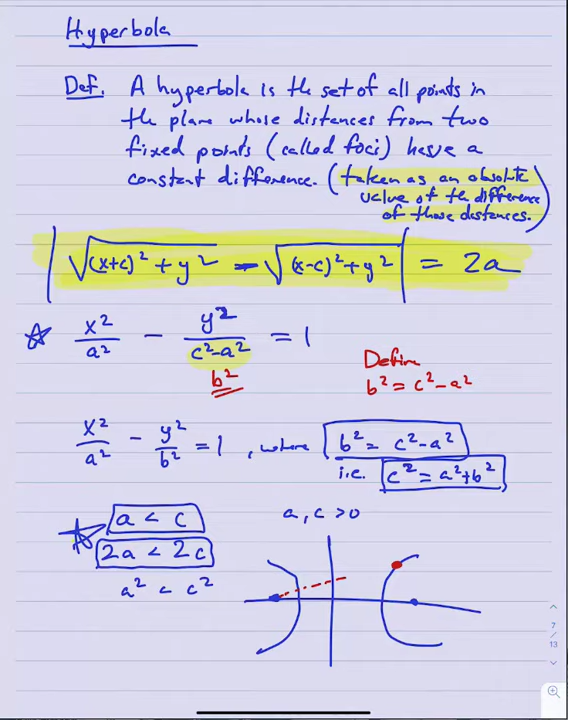 Hyperbola
Def. A hyperbola is the set of all points in
the plane whose distances from two
fixed points (called foci) have a
constant difference. (taken as an absolute
value of the difference
of those distances.)
|√((x+c)² + y²) − √((x-c)² + y²)| = 2a
☆ x²/a² − y²/(c²-a²) = 1
b²
Define
b² = c² - a²
x²/a² − y²/b² = 1, where b² = c² - a²
i.e. c² = a² + b²
☆ a < c
a, c > 0
2a < 2c
a² < c²
7
/
13